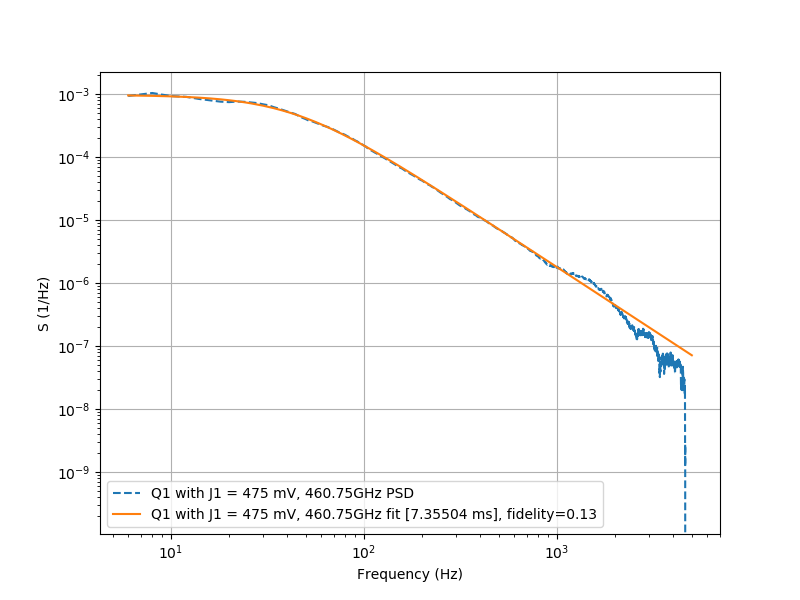 10⁻³
10⁻⁴
10⁻⁵
10⁻⁶
10⁻⁷
10⁻⁸
10⁻⁹
S (1/Hz)
Q1 with J1 = 475 mV, 460.75GHz PSD
Q1 with J1 = 475 mV, 460.75GHz fit [7.35504 ms], fidelity=0.13
10¹ 10² 10³
Frequency (Hz)